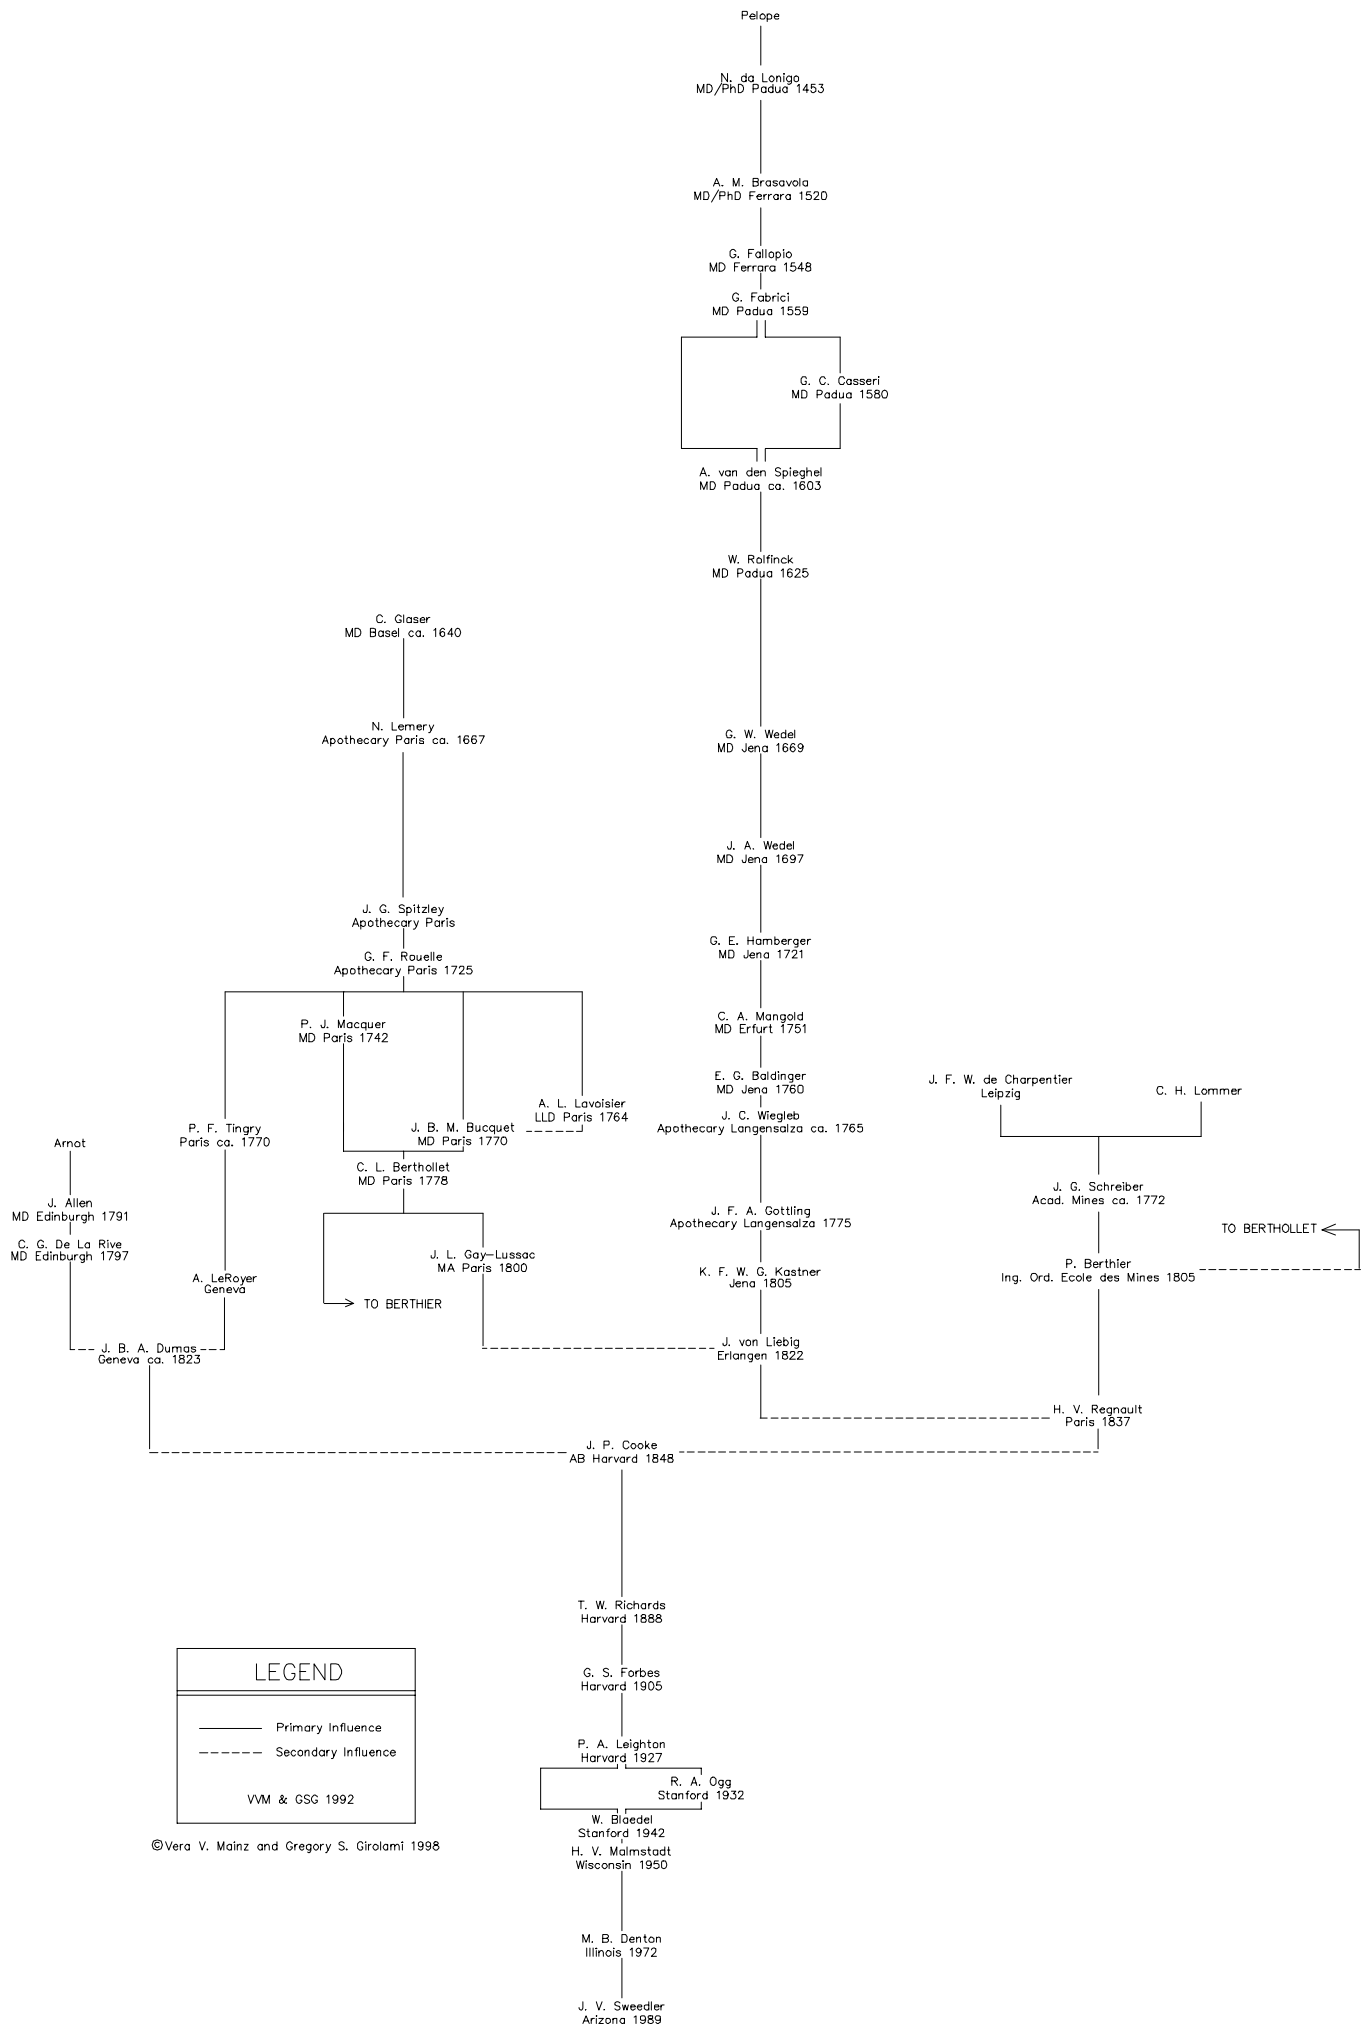 Pelope
N. da Lonigo
MD/PhD Padua 1453
A. M. Brasavola
MD/PhD Ferrara 1520
G. Fallopio
MD Ferrara 1548
G. Fabrici
MD Padua 1559
G. C. Casseri
MD Padua 1580
A. van den Spieghel
MD Padua ca. 1603
W. Rolfinck
MD Padua 1625
C. Glaser
MD Basel ca. 1640
N. Lemery
Apothecary Paris ca. 1667
G. W. Wedel
MD Jena 1669
J. A. Wedel
MD Jena 1697
J. G. Spitzley
Apothecary Paris
G. E. Hamberger
MD Jena 1721
G. F. Rouelle
Apothecary Paris 1725
P. J. Macquer
MD Paris 1742
C. A. Mangold
MD Erfurt 1751
E. G. Baldinger
MD Jena 1760
J. F. W. de Charpentier
Leipzig
C. H. Lommer
A. L. Lavoisier
LLD Paris 1764
J. C. Wiegleb
Apothecary Langensalza ca. 1765
P. F. Tingry
Paris ca. 1770
J. B. M. Bucquet
MD Paris 1770
Arnot
C. L. Berthollet
MD Paris 1778
J. G. Schreiber
Acad. Mines ca. 1772
J. Allen
MD Edinburgh 1791
J. F. A. Gottling
Apothecary Langensalza 1775
TO BERTHOLLET
C. G. De La Rive
MD Edinburgh 1797
J. L. Gay-Lussac
MA Paris 1800
P. Berthier
Ing. Ord. Ecole des Mines 1805
A. LeRoyer
Geneva
K. F. W. G. Kastner
Jena 1805
TO BERTHIER
J. B. A. Dumas
Geneva ca. 1823
J. von Liebig
Erlangen 1822
H. V. Regnault
Paris 1837
J. P. Cooke
AB Harvard 1848
T. W. Richards
Harvard 1888
G. S. Forbes
Harvard 1905
P. A. Leighton
Harvard 1927
R. A. Ogg
Stanford 1932
W. Blaedel
Stanford 1942
H. V. Malmstadt
Wisconsin 1950
M. B. Denton
Illinois 1972
J. V. Sweedler
Arizona 1989
LEGEND
Primary Influence
Secondary Influence
VVM & GSG 1992
©Vera V. Mainz and Gregory S. Girolami 1998